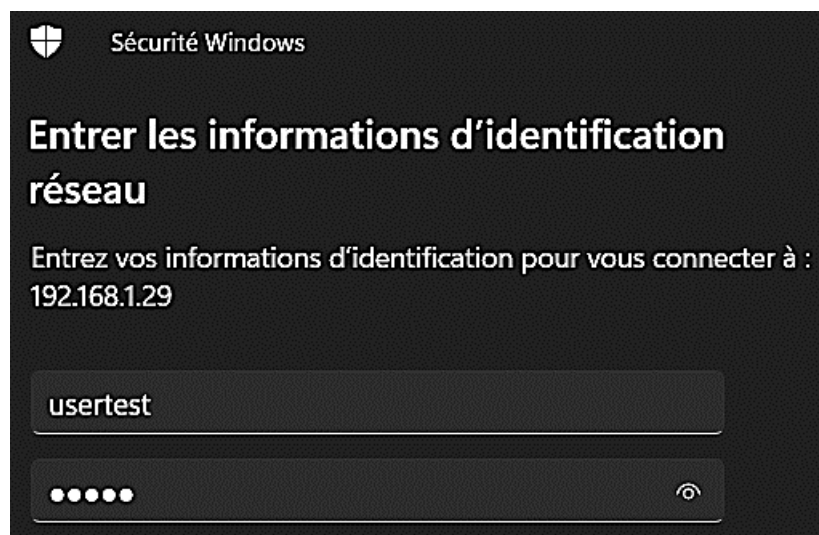 Sécurité Windows
Entrer les informations d'identification
réseau
Entrez vos informations d'identification pour vous connecter à :
192.168.1.29
usertest
●●●●●